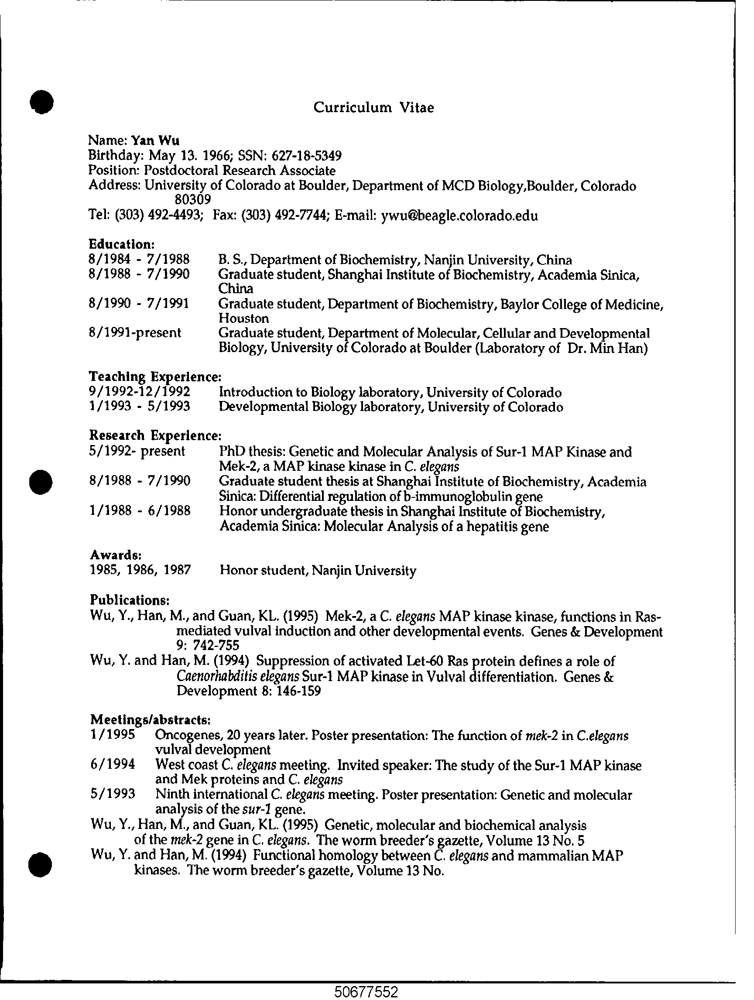 Curriculum Vitae
Name: Yan Wu
Birthday: May 13. 1966; SSN: 627-18-5349
Position: Postdoctoral Research Associate
Address: University of Colorado at Boulder, Department of MCD Biology,Boulder, Colorado
80309
Tel: (303) 492-4493; Fax: (303) 492-7744; E-mail: ywu@beagle.colorado.edu
Education:
8/1984 - 7/1988 B. S., Department of Biochemistry, Nanjin University, China
8/1988 - 7/1990 Graduate student, Shanghai Institute of Biochemistry, Academia Sinica,
China
8/1990 - 7/1991 Graduate student, Department of Biochemistry, Baylor College of Medicine,
Houston
8/1991-present Graduate student, Department of Molecular, Cellular and Developmental
Biology, University of Colorado at Boulder (Laboratory of Dr. Min Han)
Teaching Experience:
9/1992-12/1992 Introduction to Biology laboratory, University of Colorado
1/1993 - 5/1993 Developmental Biology laboratory, University of Colorado
Research Experience:
5/1992- present PhD thesis: Genetic and Molecular Analysis of Sur-1 MAP Kinase and
Mek-2, a MAP kinase kinase in C. elegans
8/1988 - 7/1990 Graduate student thesis at Shanghai Institute of Biochemistry, Academia
Sinica: Differential regulation of b-immunoglobulin gene
1/1988 - 6/1988 Honor undergraduate thesis in Shanghai Institute of Biochemistry,
Academia Sinica: Molecular Analysis of a hepatitis gene
Awards:
1985, 1986, 1987 Honor student, Nanjin University
Publications:
Wu, Y., Han, M., and Guan, KL. (1995) Mek-2, a C. elegans MAP kinase kinase, functions in Ras-
mediated vulval induction and other developmental events. Genes & Development
9: 742-755
Wu, Y. and Han, M. (1994) Suppression of activated Let-60 Ras protein defines a role of
Caenorhabditis elegans Sur-1 MAP kinase in Vulval differentiation. Genes &
Development 8: 146-159
Meetings/abstracts:
1/1995 Oncogenes, 20 years later. Poster presentation: The function of mek-2 in C.elegans
vulval development
6/1994 West coast C. elegans meeting. Invited speaker: The study of the Sur-1 MAP kinase
and Mek proteins and C. elegans
5/1993 Ninth international C. elegans meeting. Poster presentation: Genetic and molecular
analysis of the sur-1 gene.
Wu, Y., Han, M., and Guan, KL. (1995) Genetic, molecular and biochemical analysis
of the mek-2 gene in C. elegans. The worm breeder's gazette, Volume 13 No. 5
Wu, Y. and Han, M. (1994) Functional homology between C. elegans and mammalian MAP
kinases. The worm breeder's gazette, Volume 13 No.
50677552